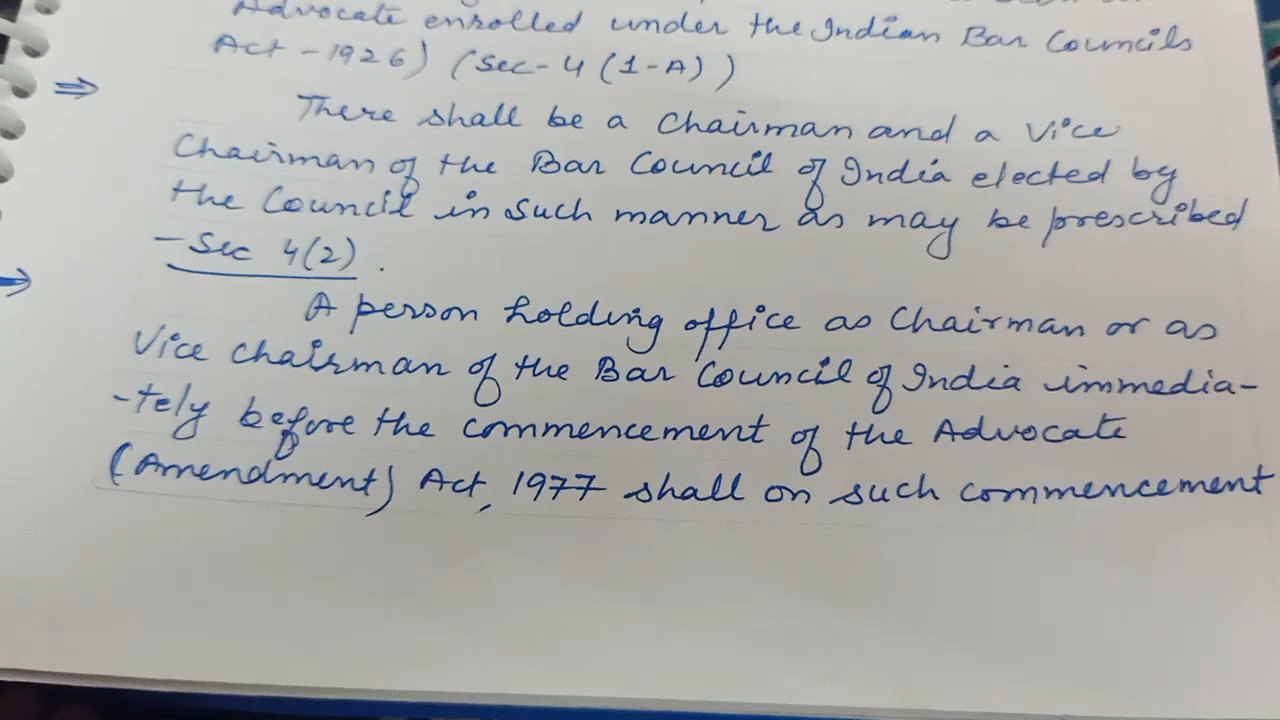 Advocate enrolled under the Indian Bar Councils
Act - 1926) (Sec - 4 (1-A))
⇒
There shall be a Chairman and a Vice
Chairman of the Bar Council of India elected by
the Council in such manner as may be prescribed
- Sec 4(2).
→
A person holding office as Chairman or as
Vice chairman of the Bar Council of India immedia-
-tely before the commencement of the Advocate
(Amendment) Act, 1977 shall on such commencement